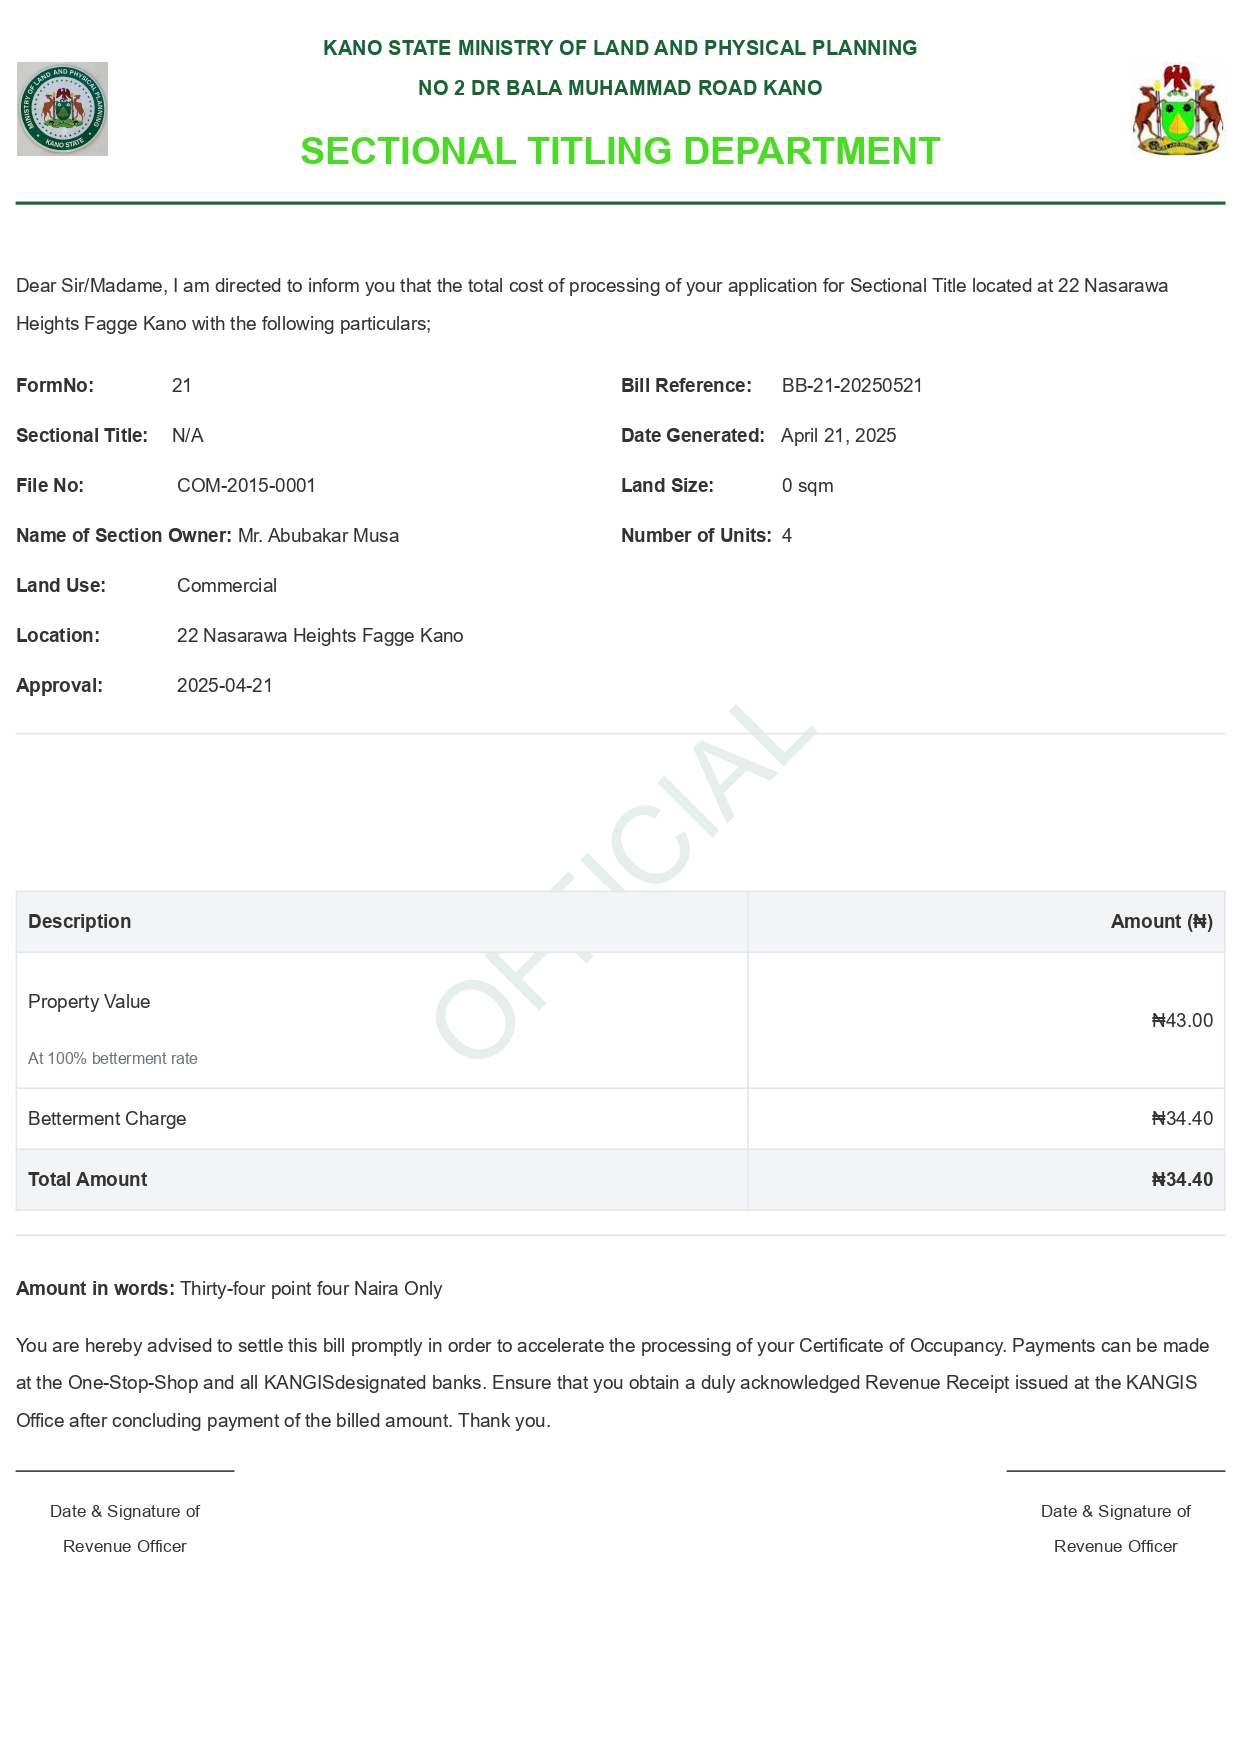 KANO STATE MINISTRY OF LAND AND PHYSICAL PLANNING
NO 2 DR BALA MUHAMMAD ROAD KANO
SECTIONAL TITLING DEPARTMENT
MINISTRY OF LAND AND PHYSICAL PLANNING
KANO STATE
Dear Sir/Madame, I am directed to inform you that the total cost of processing of your application for Sectional Title located at 22 Nasarawa
Heights Fagge Kano with the following particulars;
FormNo: 21
Bill Reference: BB-21-20250521
Sectional Title: N/A
Date Generated: April 21, 2025
File No: COM-2015-0001
Land Size: 0 sqm
Name of Section Owner: Mr. Abubakar Musa
Number of Units: 4
Land Use: Commercial
Location: 22 Nasarawa Heights Fagge Kano
Approval: 2025-04-21
OFFICIAL
Description Amount (₦)
Property Value ₦43.00
At 100% betterment rate
Betterment Charge ₦34.40
Total Amount ₦34.40
Amount in words: Thirty-four point four Naira Only
You are hereby advised to settle this bill promptly in order to accelerate the processing of your Certificate of Occupancy. Payments can be made
at the One-Stop-Shop and all KANGISdesignated banks. Ensure that you obtain a duly acknowledged Revenue Receipt issued at the KANGIS
Office after concluding payment of the billed amount. Thank you.
Date & Signature of
Revenue Officer
Date & Signature of
Revenue Officer